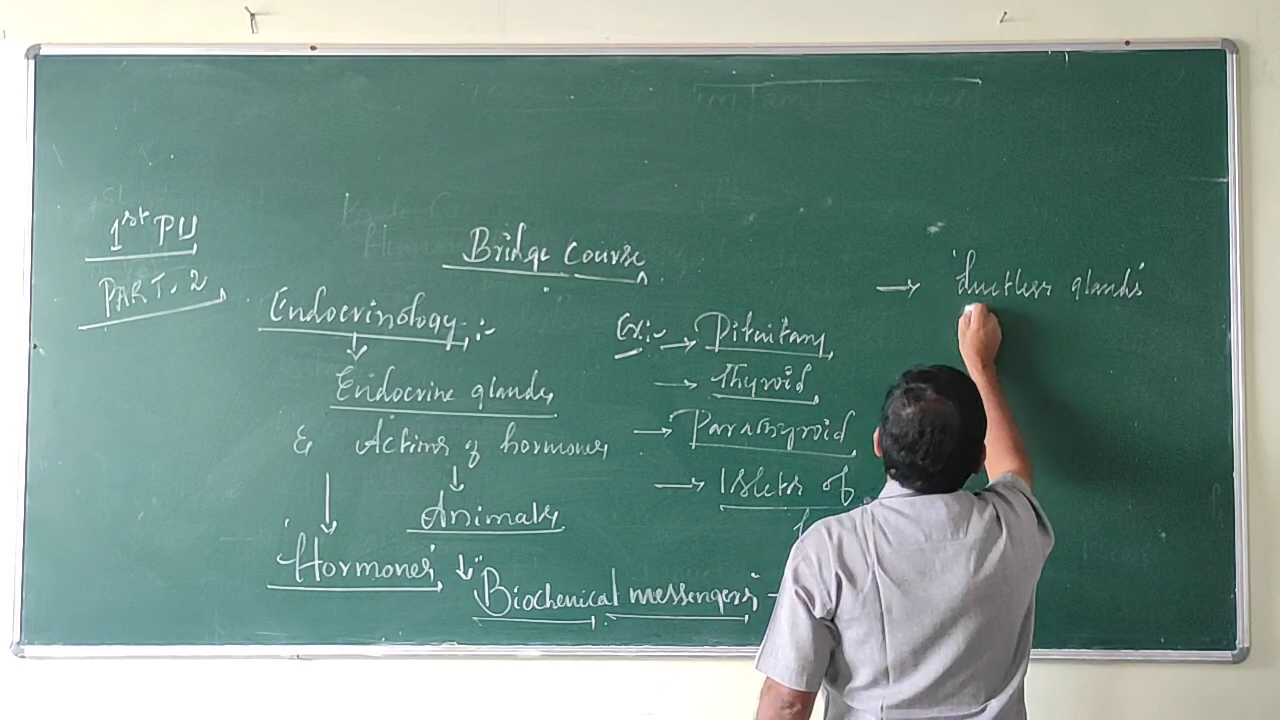 1st PU
PART. 2
Bridge Course
Endocrinology :-
↓
Endocrine glands
& Actions of hormones
↓ ↓
Animals
"Hormones"
↓ "Biochemical messengers" -
Ex:- → Pituitary
→ Thyroid
→ Parathyroid
→ Islets of
→ 'ductless glands'